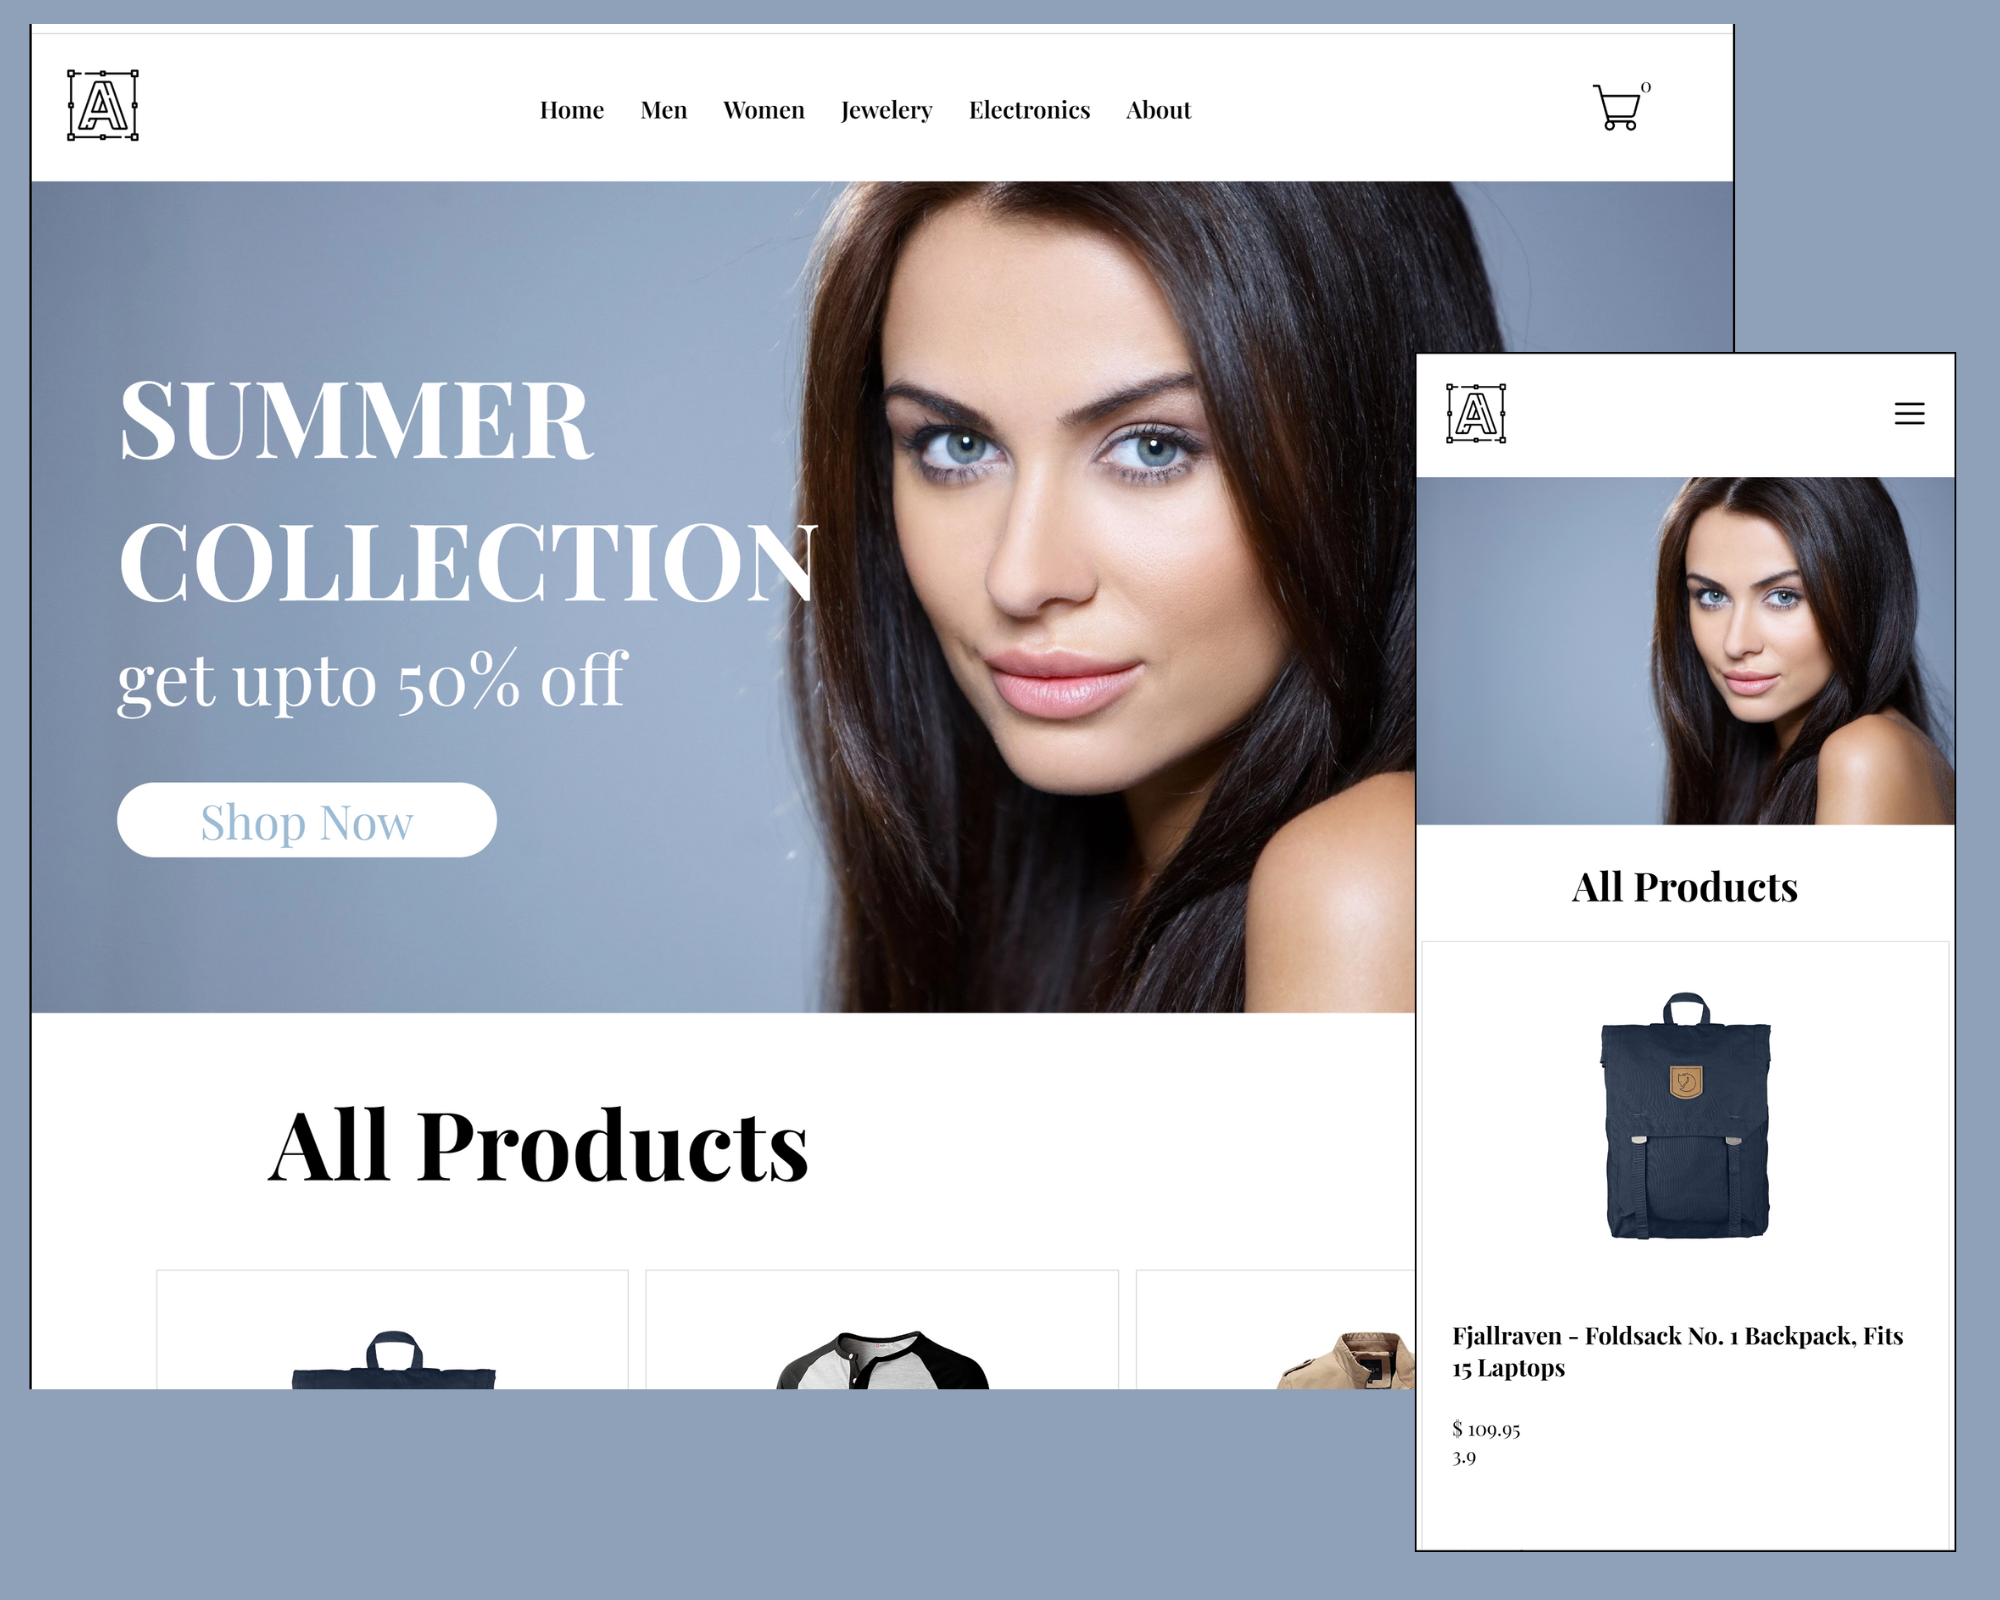 A
Home Men Women Jewelery Electronics About
0
SUMMER
COLLECTION
get upto 50% off
Shop Now
All Products
A
All Products
Fjallraven - Foldsack No. 1 Backpack, Fits
15 Laptops
$ 109.95
3.9